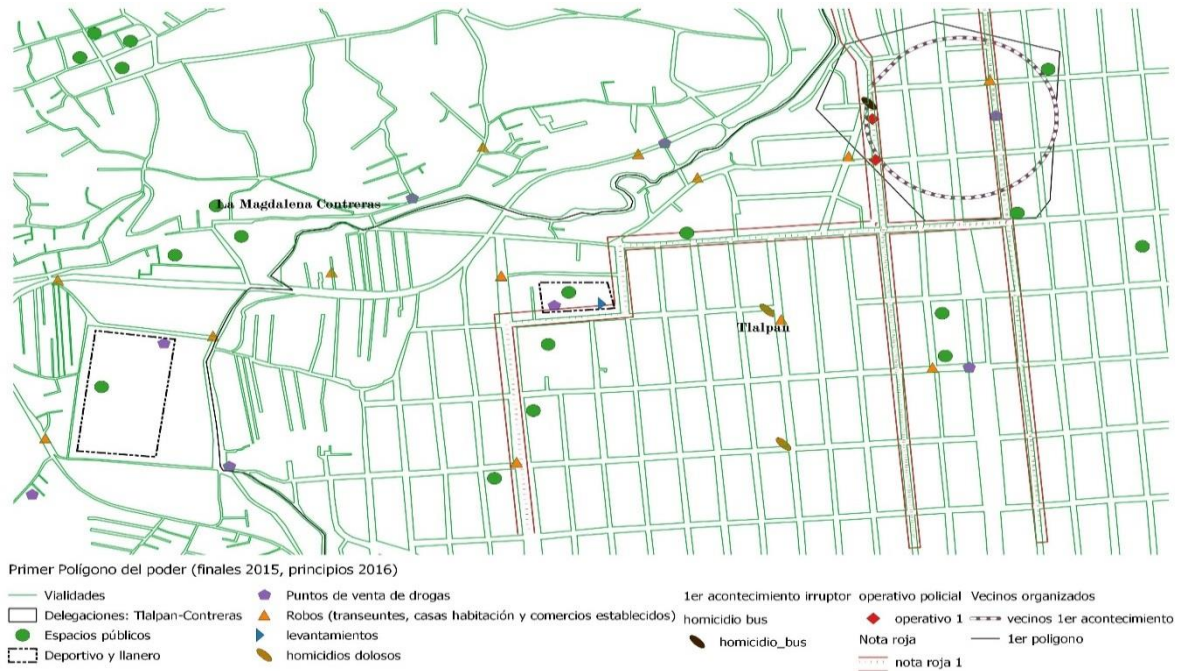 La Magdalena Contreras
Tlalpan
Primer Polígono del poder (finales 2015, principios 2016)
Vialidades
Delegaciones: Tlalpan-Contreras
Espacios públicos
Deportivo y llanero
Puntos de venta de drogas
Robos (transeuntes, casas habitación y comercios establecidos)
levantamientos
homicidios dolosos
1er acontecimiento irruptor
homicidio bus
homicidio_bus
operativo policial
operativo 1
Nota roja
nota roja 1
Vecinos organizados
vecinos 1er acontecimiento
1er poligono